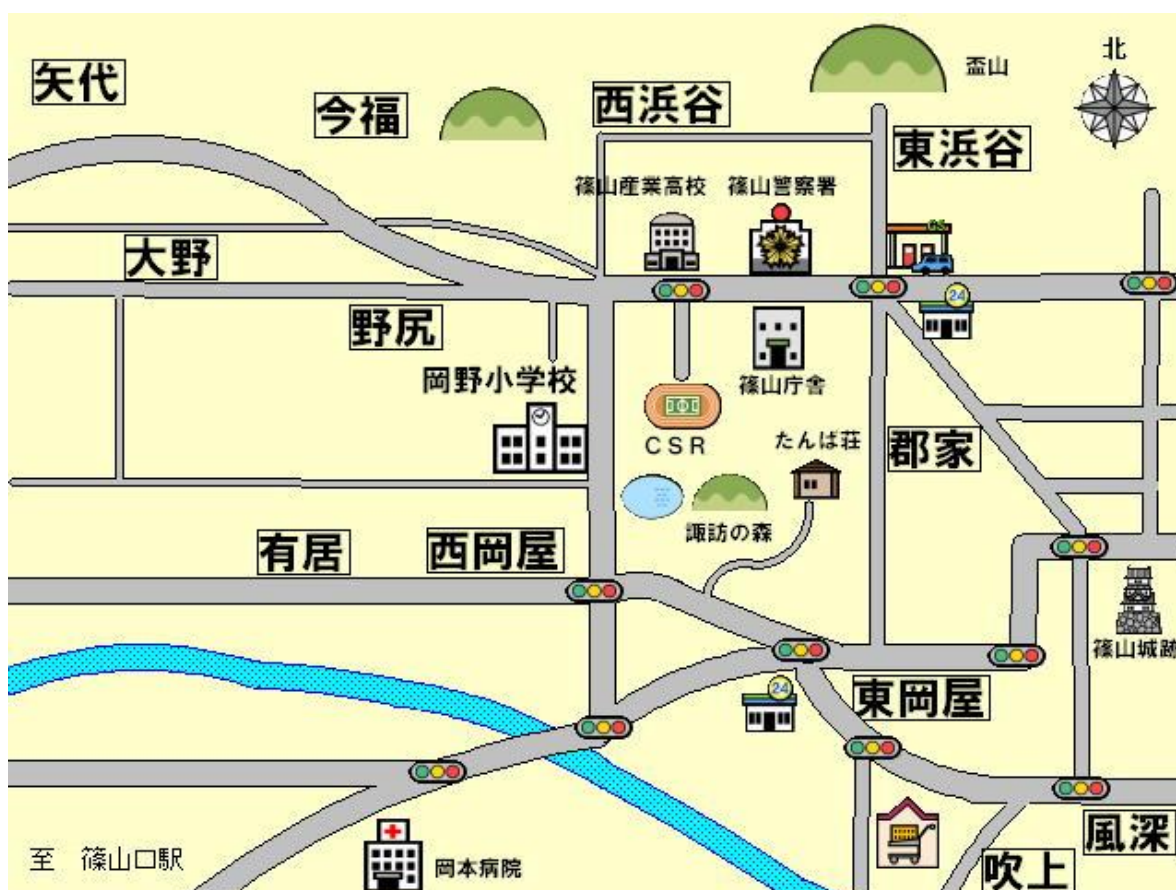 矢代
今福
西浜谷
盃山
北
東浜谷
篠山産業高校
篠山警察署
大野
GS
24
野尻
岡野小学校
篠山庁舎
CSR
たんば荘
郡家
諏訪の森
有居
西岡屋
篠山城跡
24
東岡屋
風深
至 篠山口駅
岡本病院
吹上